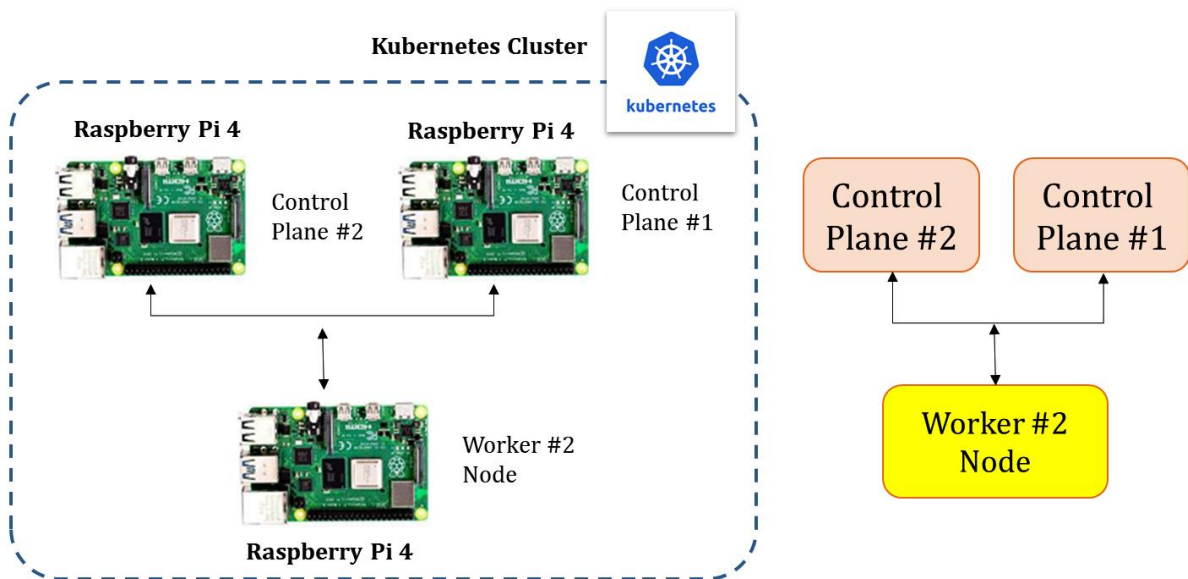 Kubernetes Cluster
kubernetes
Raspberry Pi 4
Raspberry Pi 4
Control
Plane #2
Control
Plane #1
Worker #2
Node
Raspberry Pi 4
Control
Plane #2
Control
Plane #1
Worker #2
Node